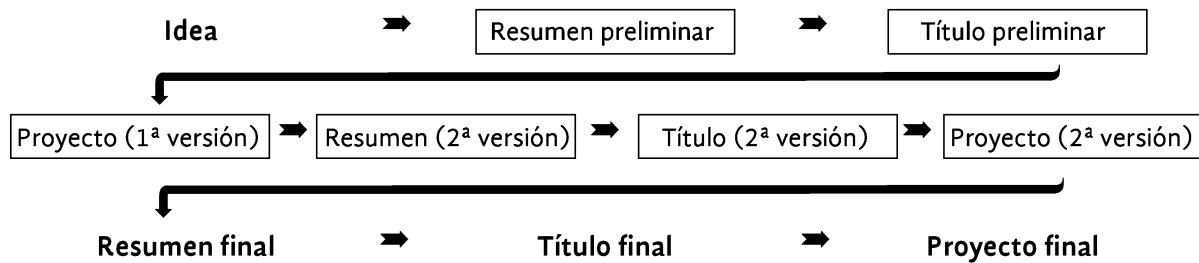 Idea Resumen preliminar Título preliminar
Proyecto (1ª versión) Resumen (2ª versión) Título (2ª versión) Proyecto (2ª versión)
Resumen final Título final Proyecto final